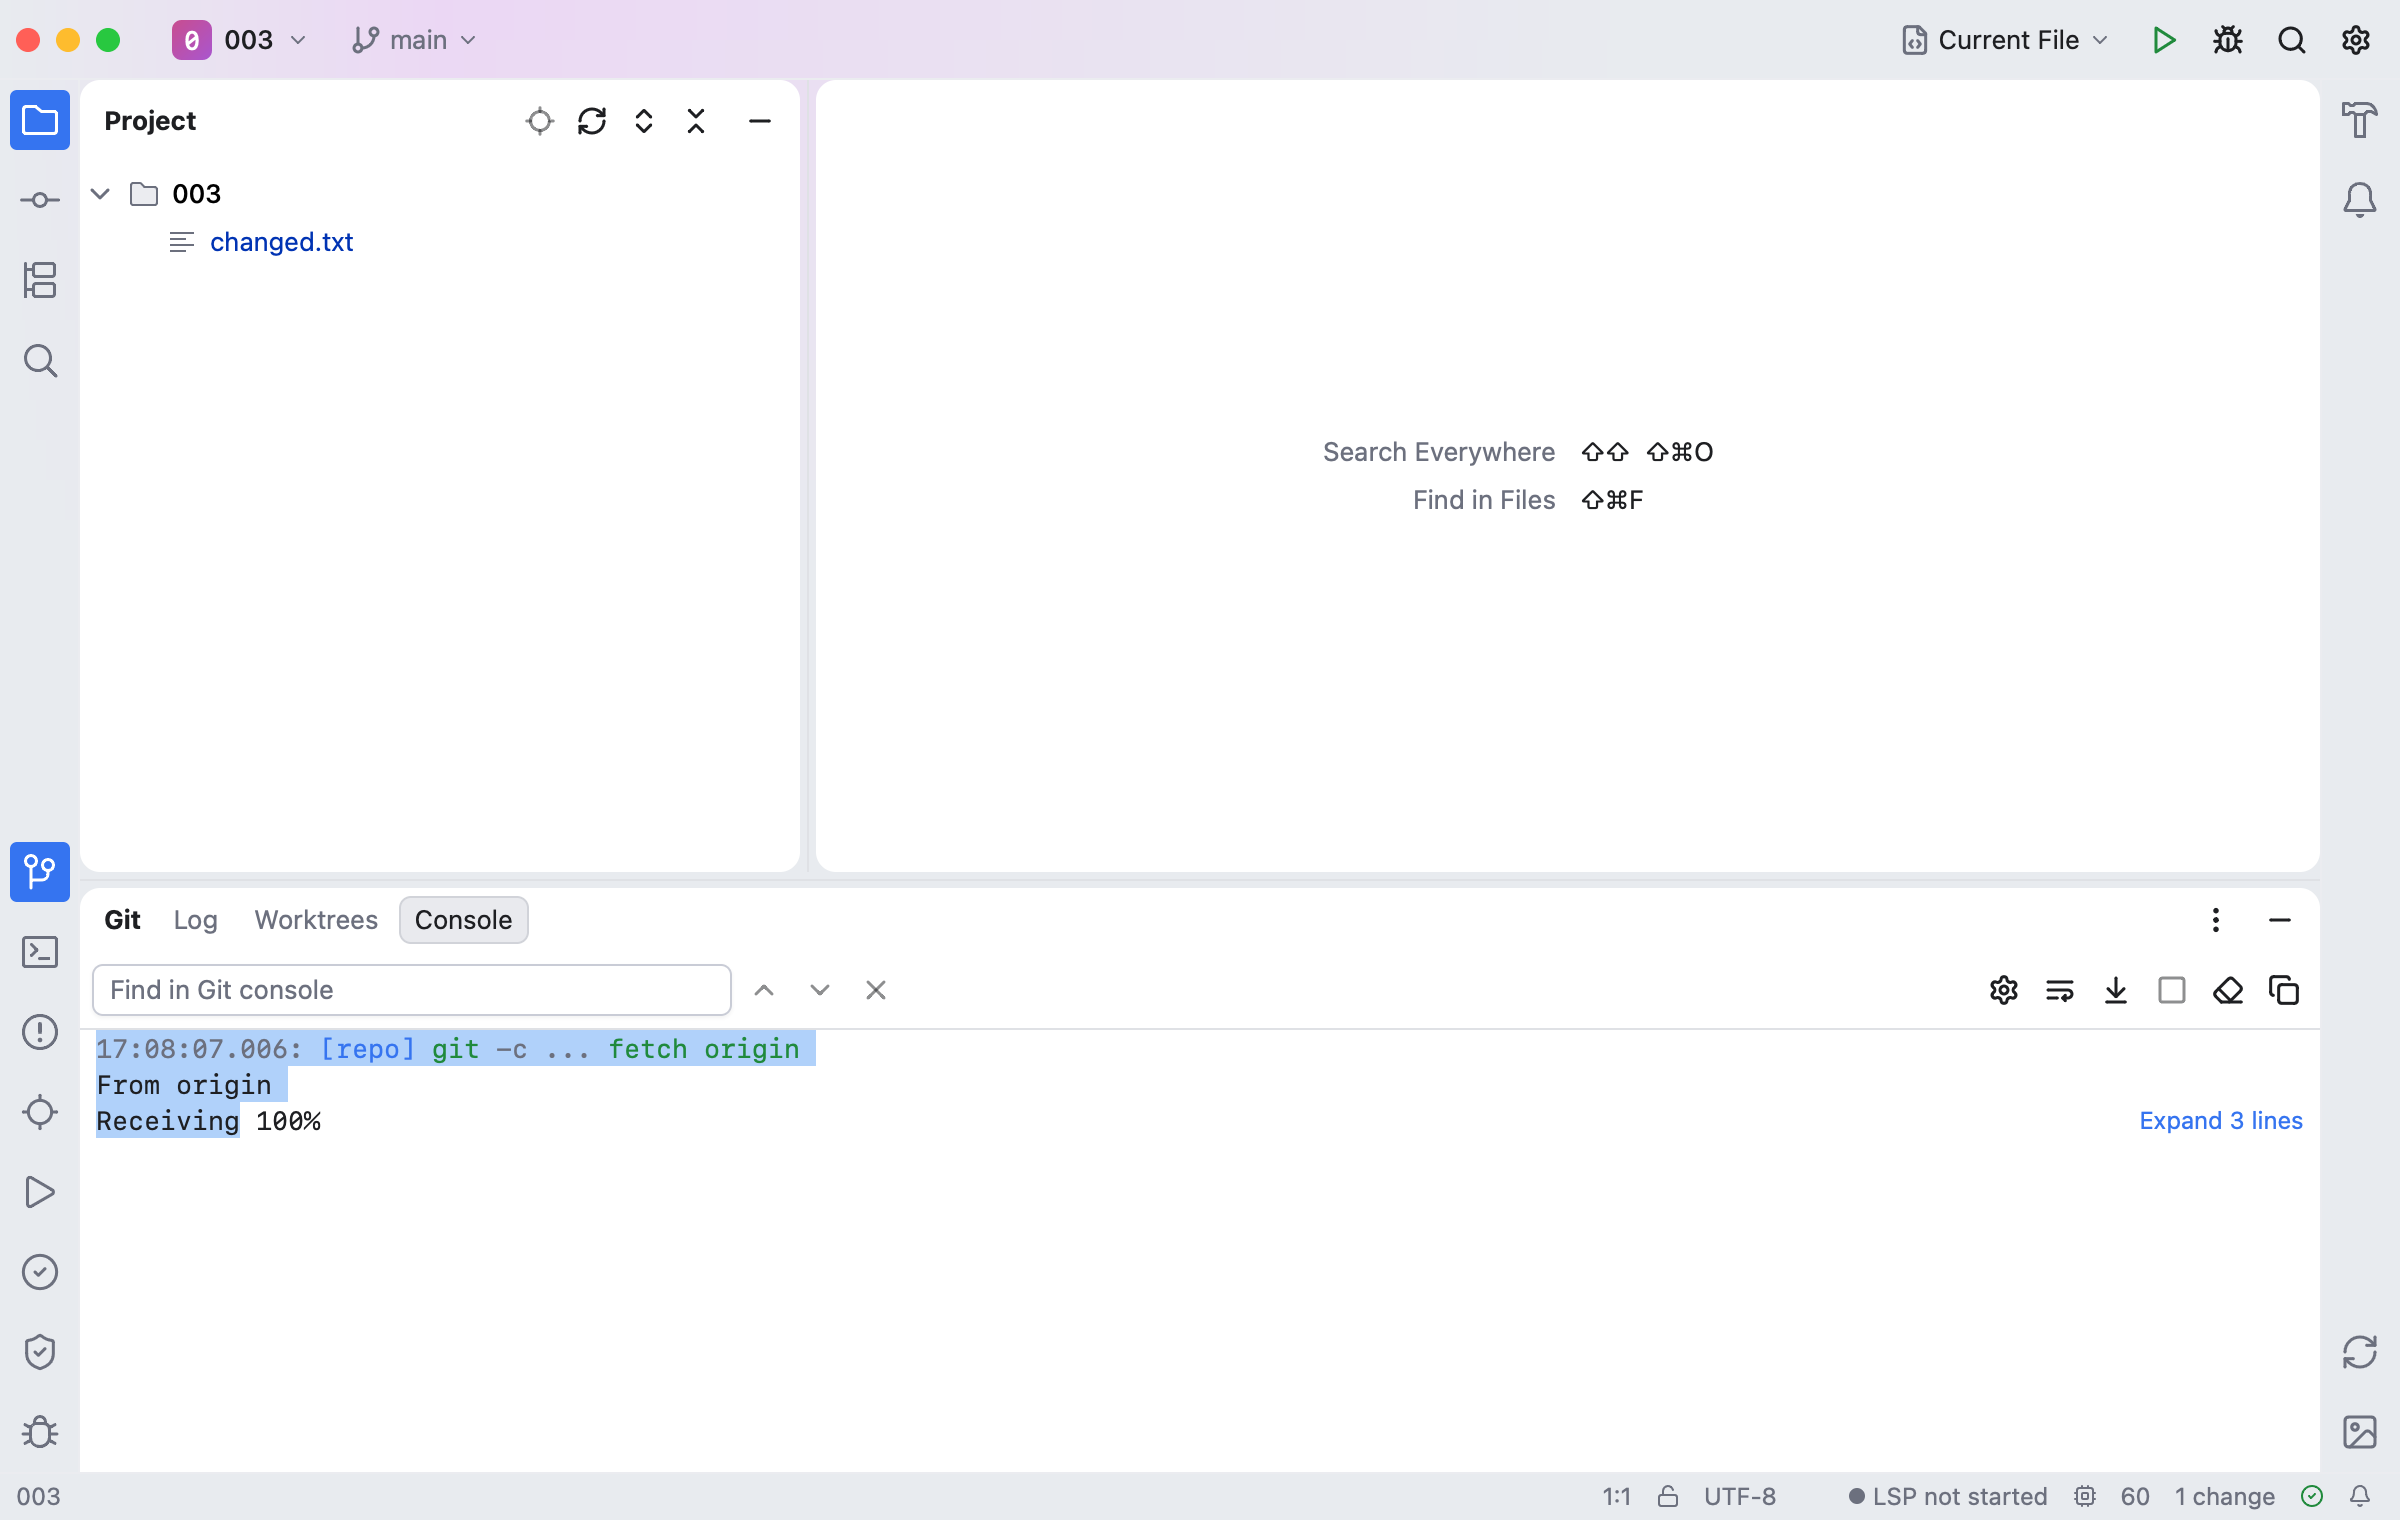 0 003 main Current File
Project
003
changed.txt
Search Everywhere ⇧⇧ ⇧⌘O
Find in Files ⇧⌘F
Git Log Worktrees Console
Find in Git console
17:08:07.006: [repo] git -c ... fetch origin
From origin
Receiving 100% Expand 3 lines
003 1:1 UTF-8 LSP not started 60 1 change